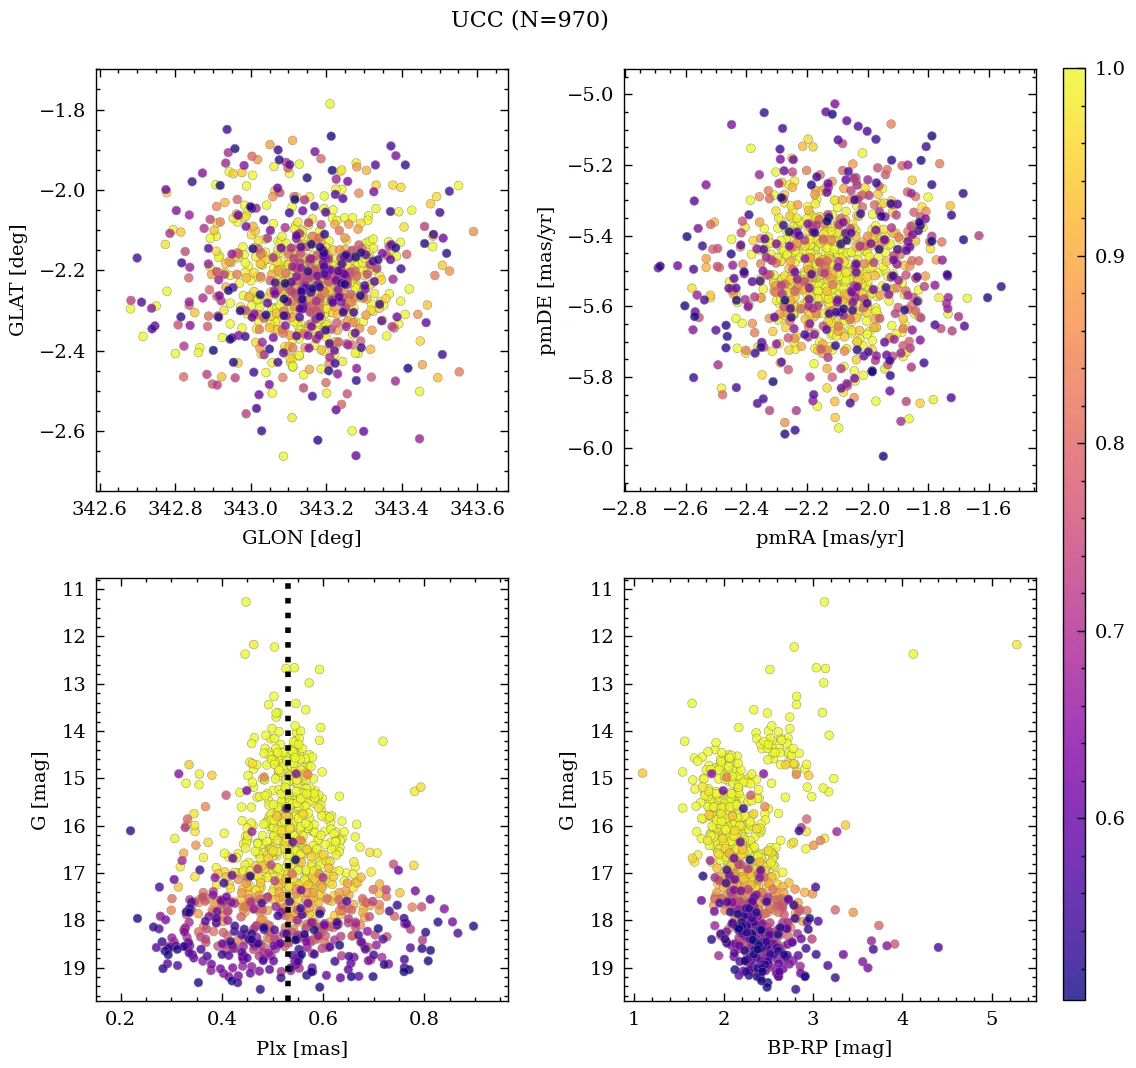 UCC (N=970)
−1.8
−2.0
−2.2
−2.4
−2.6
GLAT [deg]
342.6 342.8 343.0 343.2 343.4 343.6
GLON [deg]
−5.0
−5.2
−5.4
−5.6
−5.8
−6.0
pmDE [mas/yr]
−2.8 −2.6 −2.4 −2.2 −2.0 −1.8 −1.6
pmRA [mas/yr]
11
12
13
14
15
16
17
18
19
G [mag]
0.2 0.4 0.6 0.8
Plx [mas]
11
12
13
14
15
16
17
18
19
G [mag]
1 2 3 4 5
BP-RP [mag]
1.0
0.9
0.8
0.7
0.6